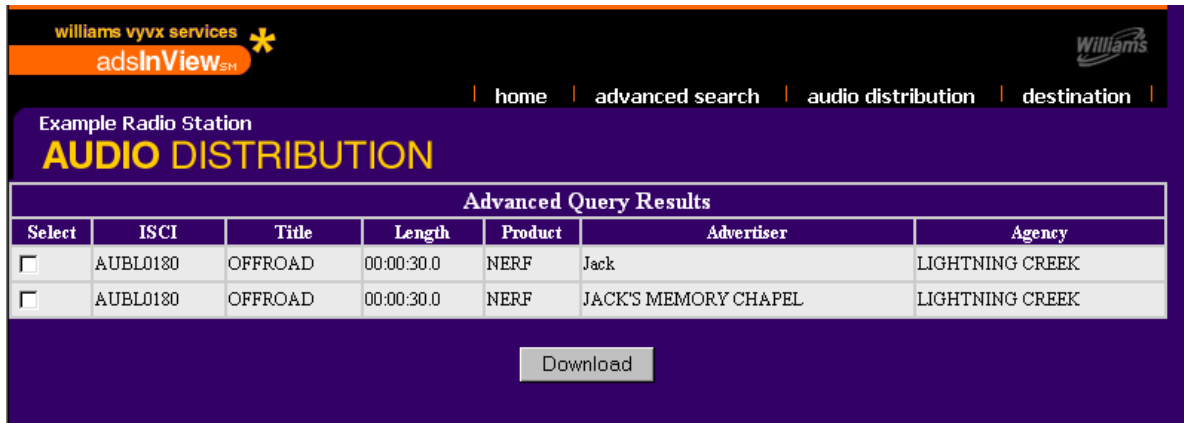 williams vyvx services
adsInView SM
Williams
home advanced search audio distribution destination
Example Radio Station
AUDIO DISTRIBUTION
Advanced Query Results
Select ISCI Title Length Product Advertiser Agency
AUBL0180 OFFROAD 00:00:30.0 NERF Jack LIGHTNING CREEK
AUBL0180 OFFROAD 00:00:30.0 NERF JACK'S MEMORY CHAPEL LIGHTNING CREEK
Download